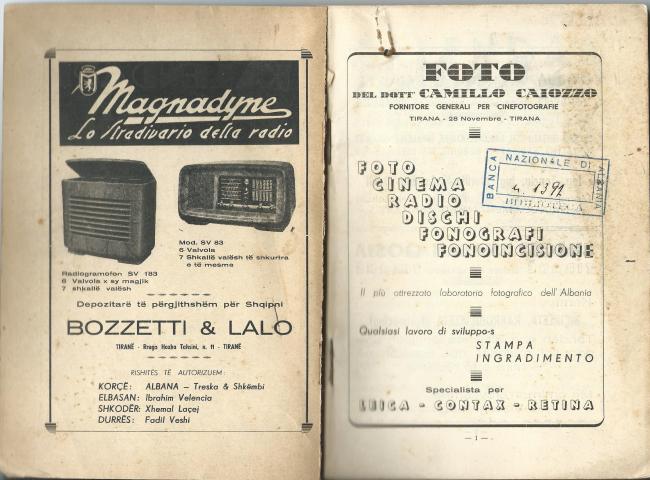 Magnadyne
Lo Stradivario della radio
Mod. SV 83
6 Valvola
7 Shkallë valësh të shkurira
e të mesme
Radiogramofon SV 183
6 Valvola x sy magjik
7 shkallë valësh
Depozitarë të përgjithshëm për Shqipni
BOZZETTI & LALO
TIRANË - Rruga Hoxha Tahsini, n. 11 - TIRANË
RISHITËS TË AUTORIZUEM:
KORÇË: ALBANA - Treska & Shkëmbi
ELBASAN: Ibrahim Velencia
SHKODËR: Xhemal Laçej
DURRËS: Fadil Veshi
FOTO
DEL DOTT CAMILLO CAIOZZO
FORNITORE GENERALI PER CINEFOTOGRAFIE
TIRANA - 28 Novembre - TIRANA
FOTO
CINEMA
RADIO
DISCHI
FONOGRAFI
FONOINCISIONE
BANCA NAZIONALE DI ALBANIA
4. 1391
BIBLIOTECA
Il più attrezzato laboratorio fotografico dell'Albania
Qualsiasi lavoro di sviluppo-s
STAMPA
INGRADIMENTO
Specialista per
LEICA - CONTAX - RETINA
— 1 —